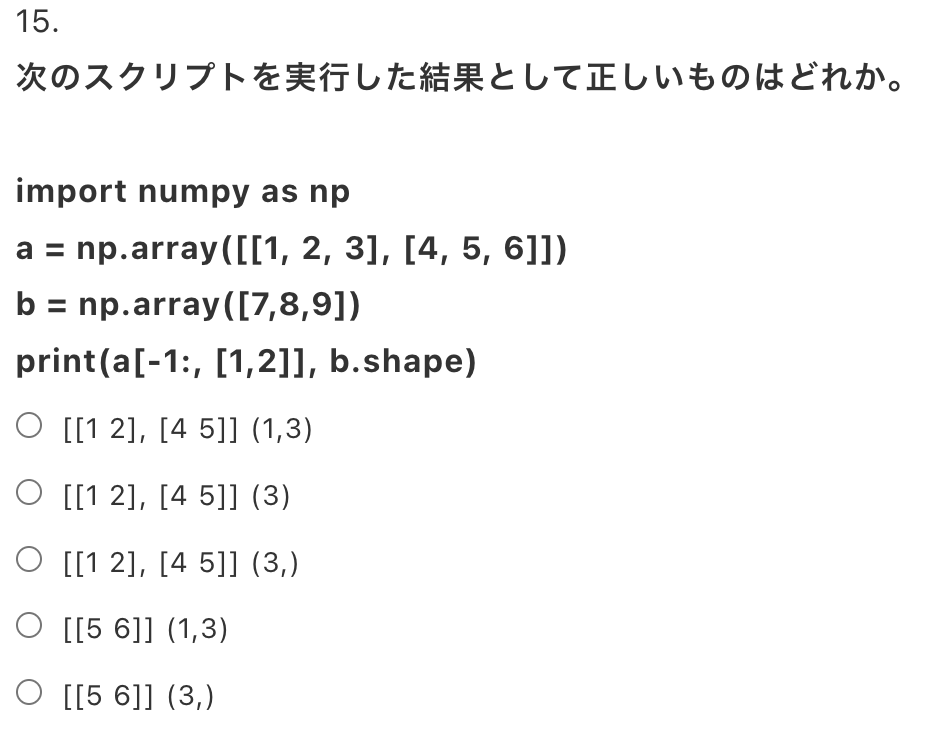 15.
次のスクリプトを実行した結果として正しいものはどれか。
import numpy as np
a = np.array([[1, 2, 3], [4, 5, 6]])
b = np.array([7,8,9])
print(a[-1:, [1,2]], b.shape)
[[1 2], [4 5]] (1,3)
[[1 2], [4 5]] (3)
[[1 2], [4 5]] (3,)
[[5 6]] (1,3)
[[5 6]] (3,)